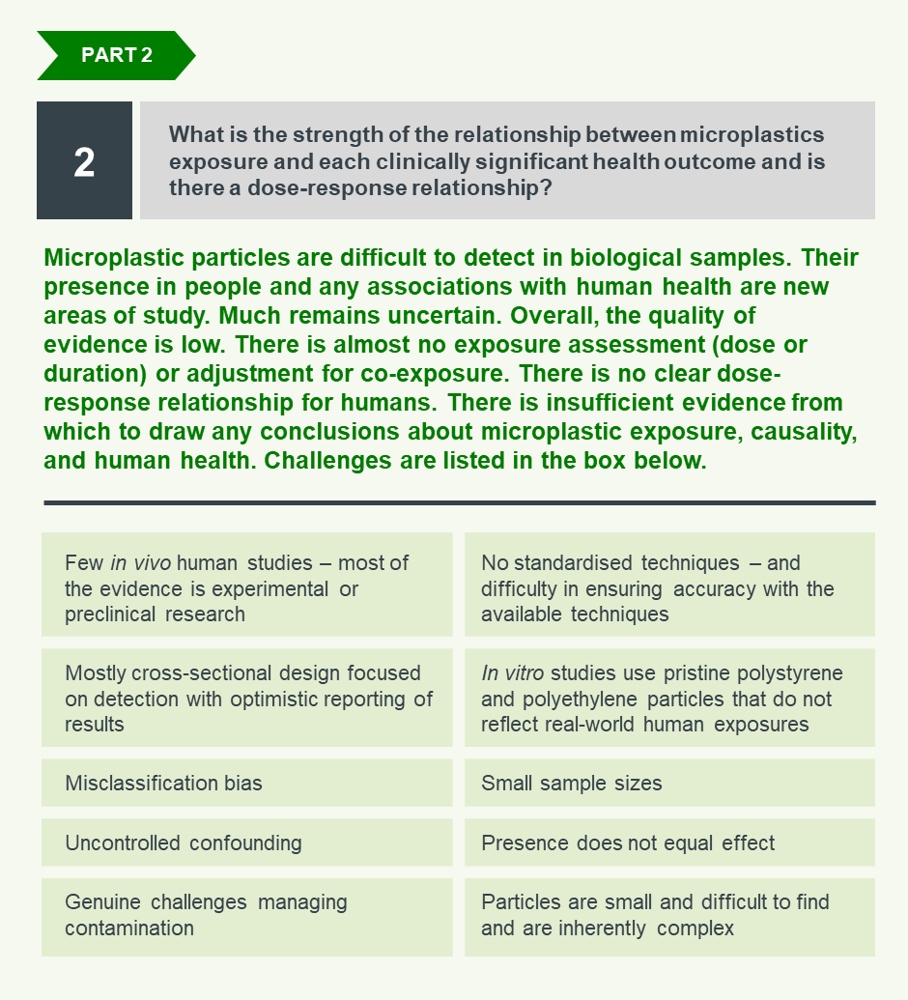 PART 2
2
What is the strength of the relationship between microplastics
exposure and each clinically significant health outcome and is
there a dose-response relationship?
Microplastic particles are difficult to detect in biological samples. Their
presence in people and any associations with human health are new
areas of study. Much remains uncertain. Overall, the quality of
evidence is low. There is almost no exposure assessment (dose or
duration) or adjustment for co-exposure. There is no clear dose-
response relationship for humans. There is insufficient evidence from
which to draw any conclusions about microplastic exposure, causality,
and human health. Challenges are listed in the box below.
Few in vivo human studies – most of
the evidence is experimental or
preclinical research
No standardised techniques – and
difficulty in ensuring accuracy with the
available techniques
Mostly cross-sectional design focused
on detection with optimistic reporting of
results
In vitro studies use pristine polystyrene
and polyethylene particles that do not
reflect real-world human exposures
Misclassification bias
Small sample sizes
Uncontrolled confounding
Presence does not equal effect
Genuine challenges managing
contamination
Particles are small and difficult to find
and are inherently complex